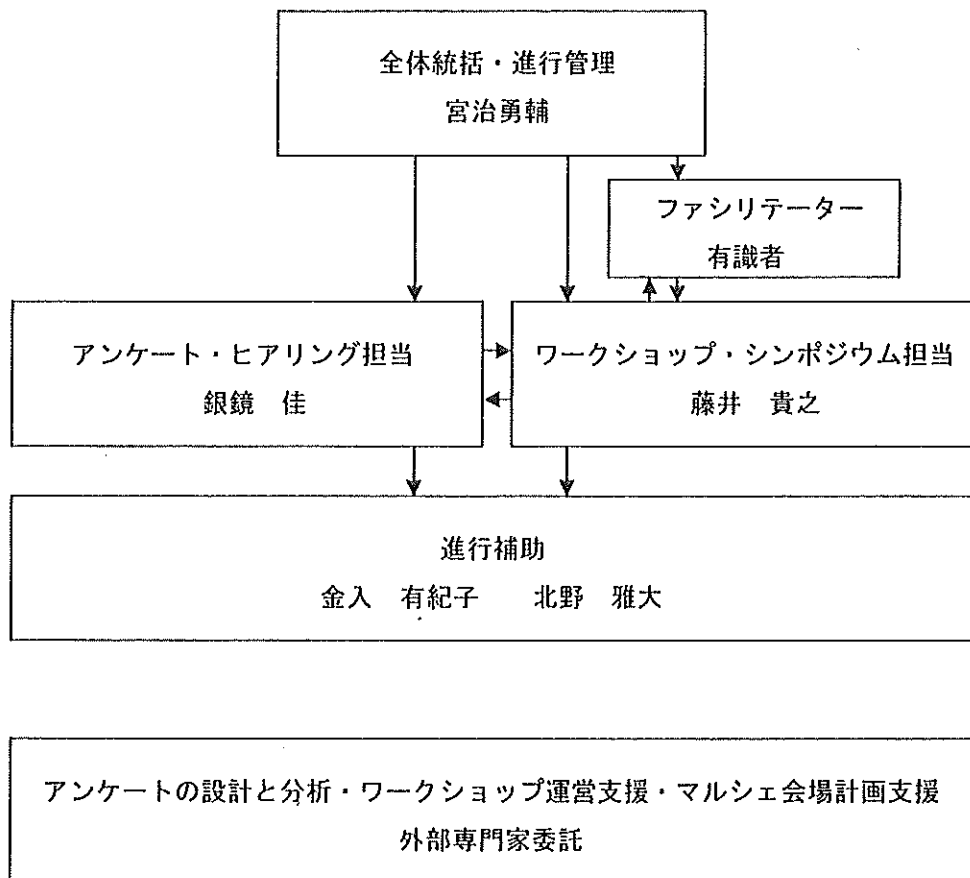 全体統括・進行管理
宮治勇輔
ファシリテーター
有識者
アンケート・ヒアリング担当
銀鏡　佳
ワークショップ・シンポジウム担当
藤井　貴之
進行補助
金入　有紀子　　北野　雅大
アンケートの設計と分析・ワークショップ運営支援・マルシェ会場計画支援
外部専門家委託